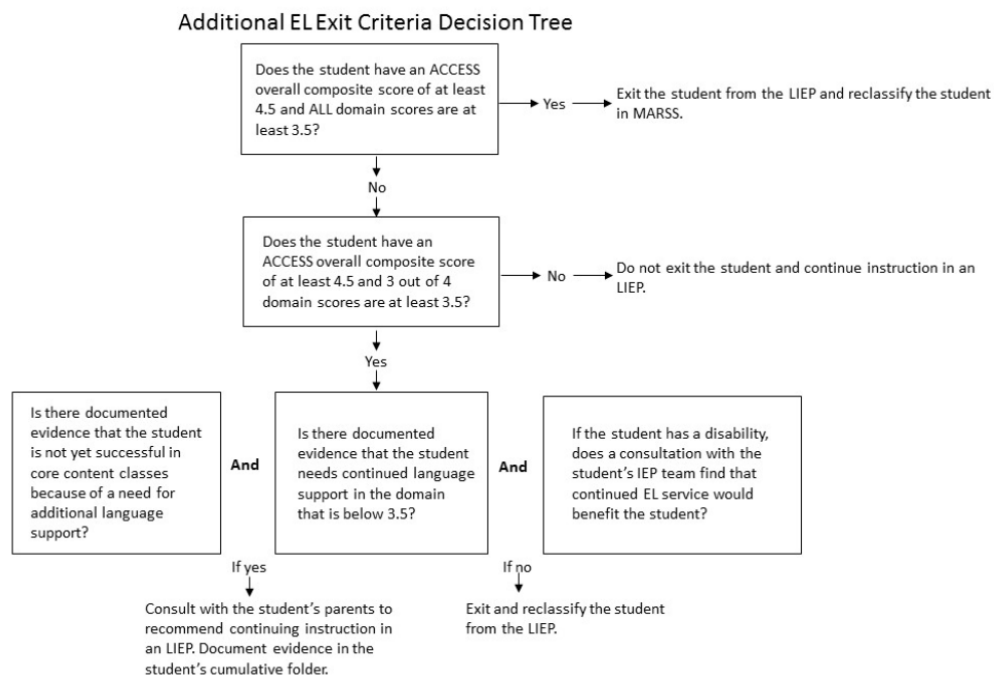 Additional EL Exit Criteria Decision Tree
Does the student have an ACCESS
overall composite score of at least
4.5 and ALL domain scores are at
least 3.5?
Yes
Exit the student from the LIEP and reclassify the student
in MARSS.
No
Does the student have an
ACCESS overall composite score
of at least 4.5 and 3 out of 4
domain scores are at least 3.5?
No
Do not exit the student and continue instruction in an
LIEP.
Yes
Is there documented
evidence that the student
is not yet successful in
core content classes
because of a need for
additional language
support?
And
Is there documented
evidence that the student
needs continued language
support in the domain
that is below 3.5?
And
If the student has a disability,
does a consultation with the
student's IEP team find that
continued EL service would
benefit the student?
If yes
Consult with the student's parents to
recommend continuing instruction in
an LIEP. Document evidence in the
student's cumulative folder.
If no
Exit and reclassify the student
from the LIEP.